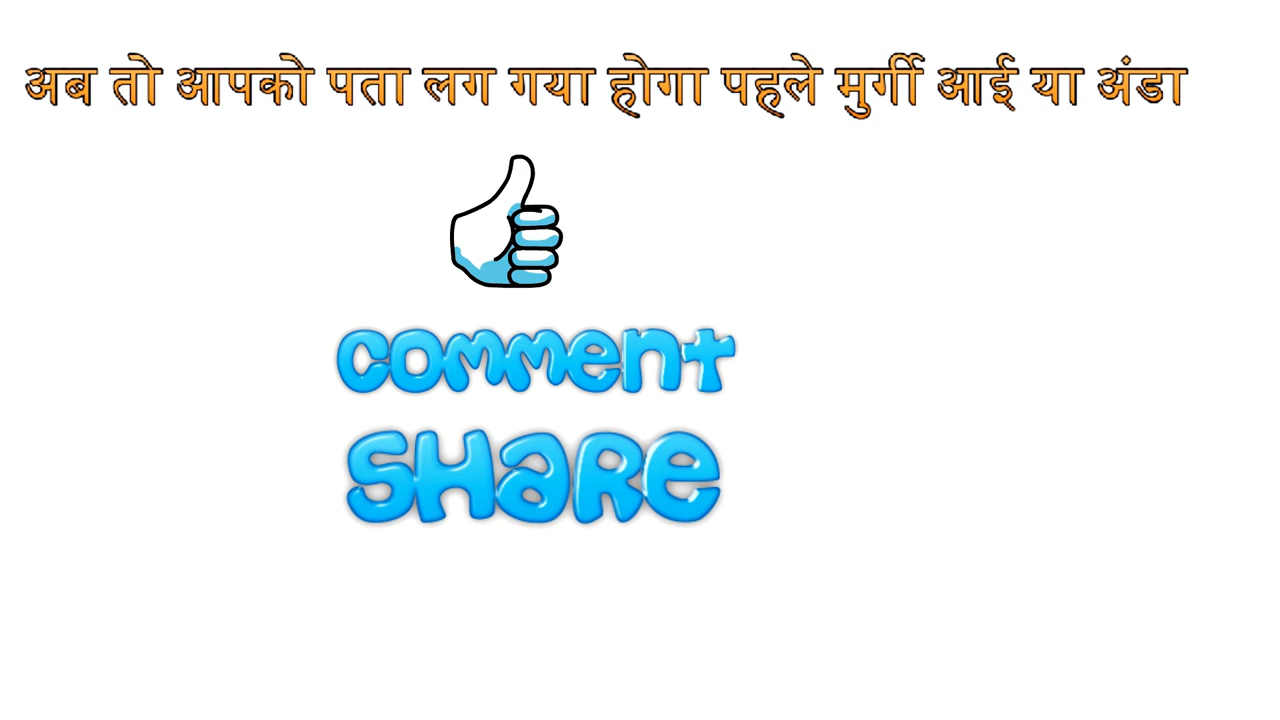 अब तो आपको पता लग गया होगा पहले मुर्गी आई या अंडा
comment
SHaRe